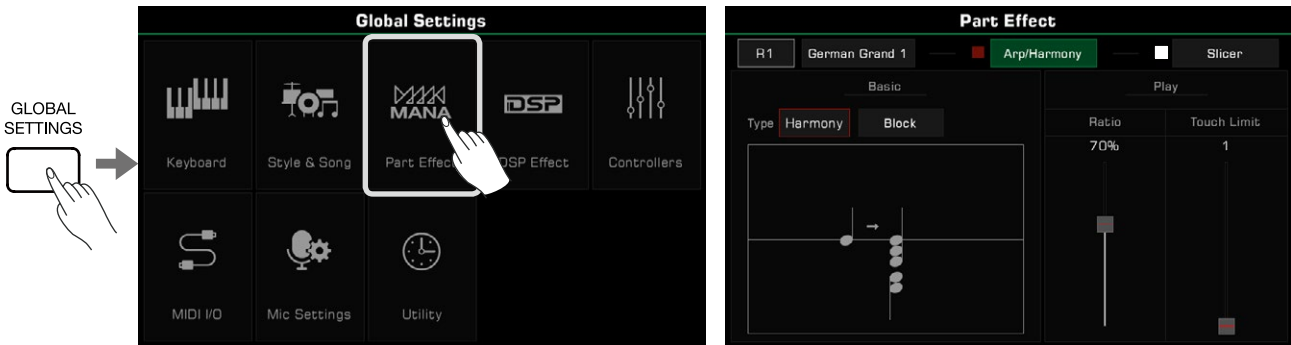 GLOBAL
SETTINGS
Global Settings
MANA
DSP
Keyboard
Style & Song
Part Effect
DSP Effect
Controllers
MIDI I/O
Mic Settings
Utility
Part Effect
R1
German Grand 1
Arp/Harmony
Slicer
Basic
Play
Type
Harmony
Block
Ratio
Touch Limit
70%
1